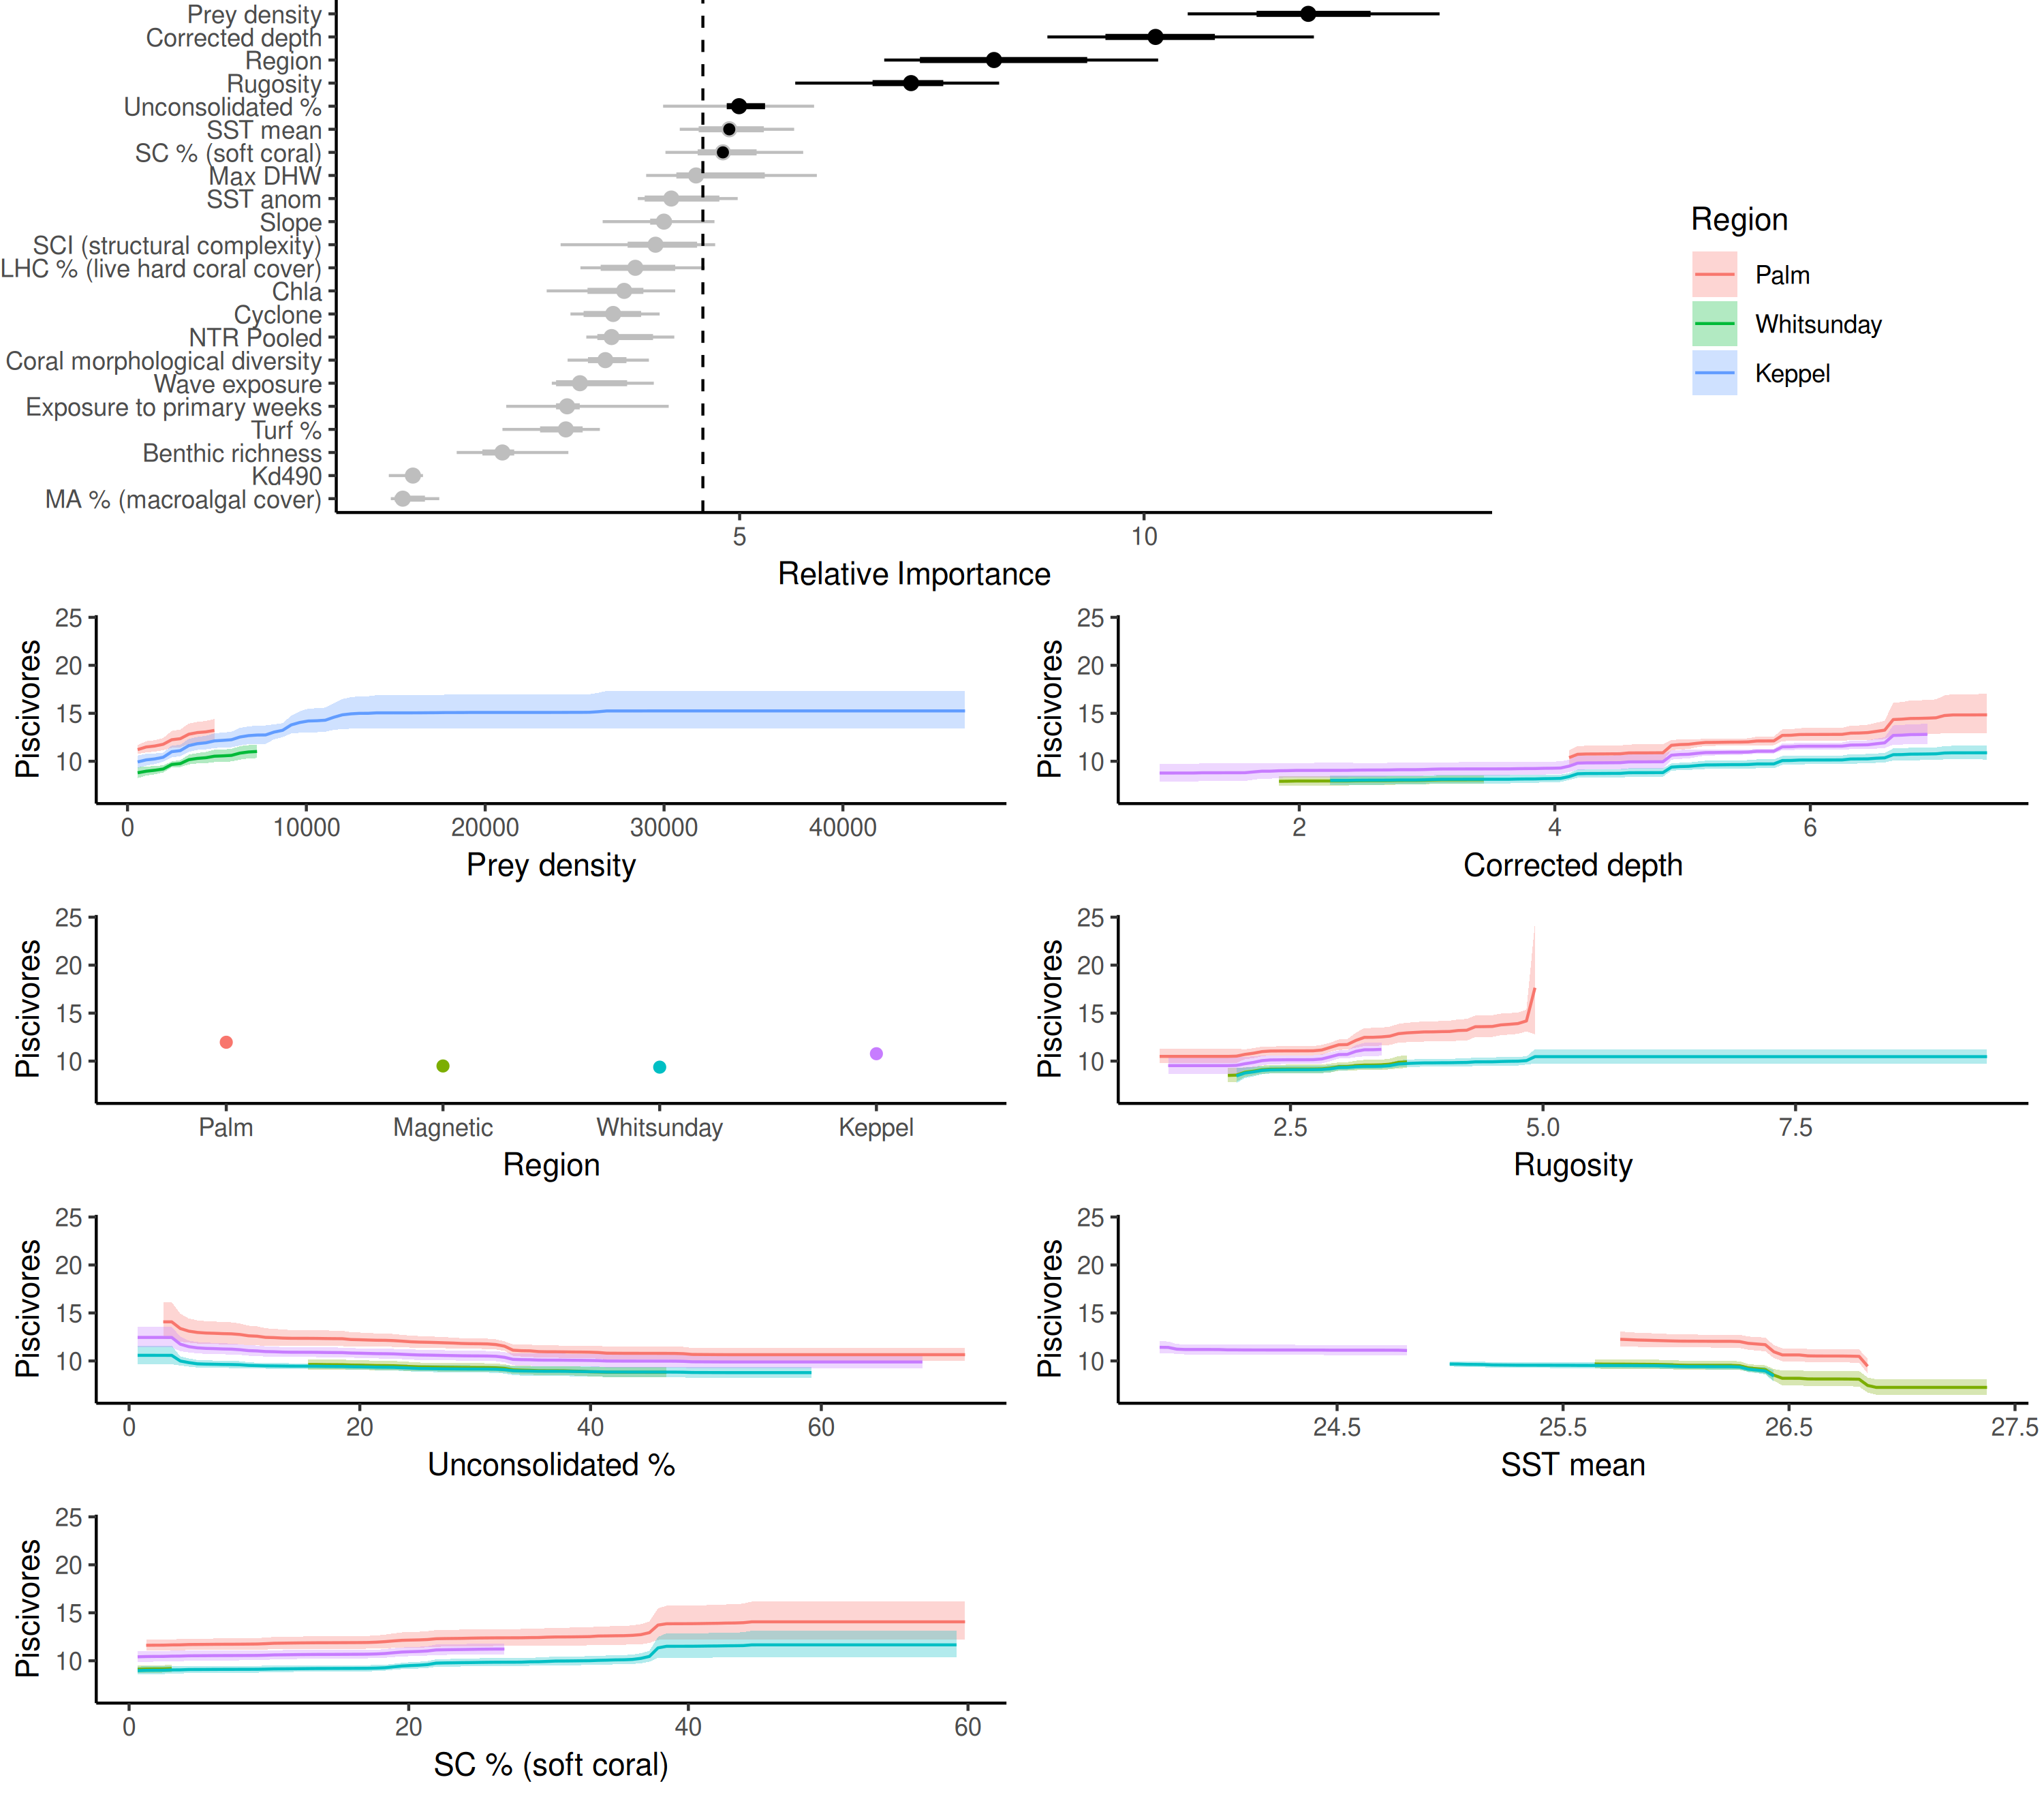 Prey density
Corrected depth
Region
Rugosity
Unconsolidated %
SST mean
SC % (soft coral)
Max DHW
SST anom
Slope
SCI (structural complexity)
LHC % (live hard coral cover)
Chla
Cyclone
NTR Pooled
Coral morphological diversity
Wave exposure
Exposure to primary weeks
Turf %
Benthic richness
Kd490
MA % (macroalgal cover)
5 10
Relative Importance
Region
Palm
Whitsunday
Keppel
Piscivores
25
20
15
10
0 10000 20000 30000 40000
Prey density
Piscivores
25
20
15
10
2 4 6
Corrected depth
Piscivores
25
20
15
10
Palm Magnetic Whitsunday Keppel
Region
Piscivores
25
20
15
10
2.5 5.0 7.5
Rugosity
Piscivores
25
20
15
10
0 20 40 60
Unconsolidated %
Piscivores
25
20
15
10
24.5 25.5 26.5 27.5
SST mean
Piscivores
25
20
15
10
0 20 40 60
SC % (soft coral)